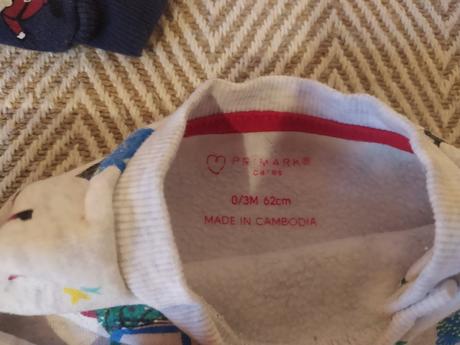 PRIMARK®
cares
0/3M 62cm
MADE IN CAMBODIA